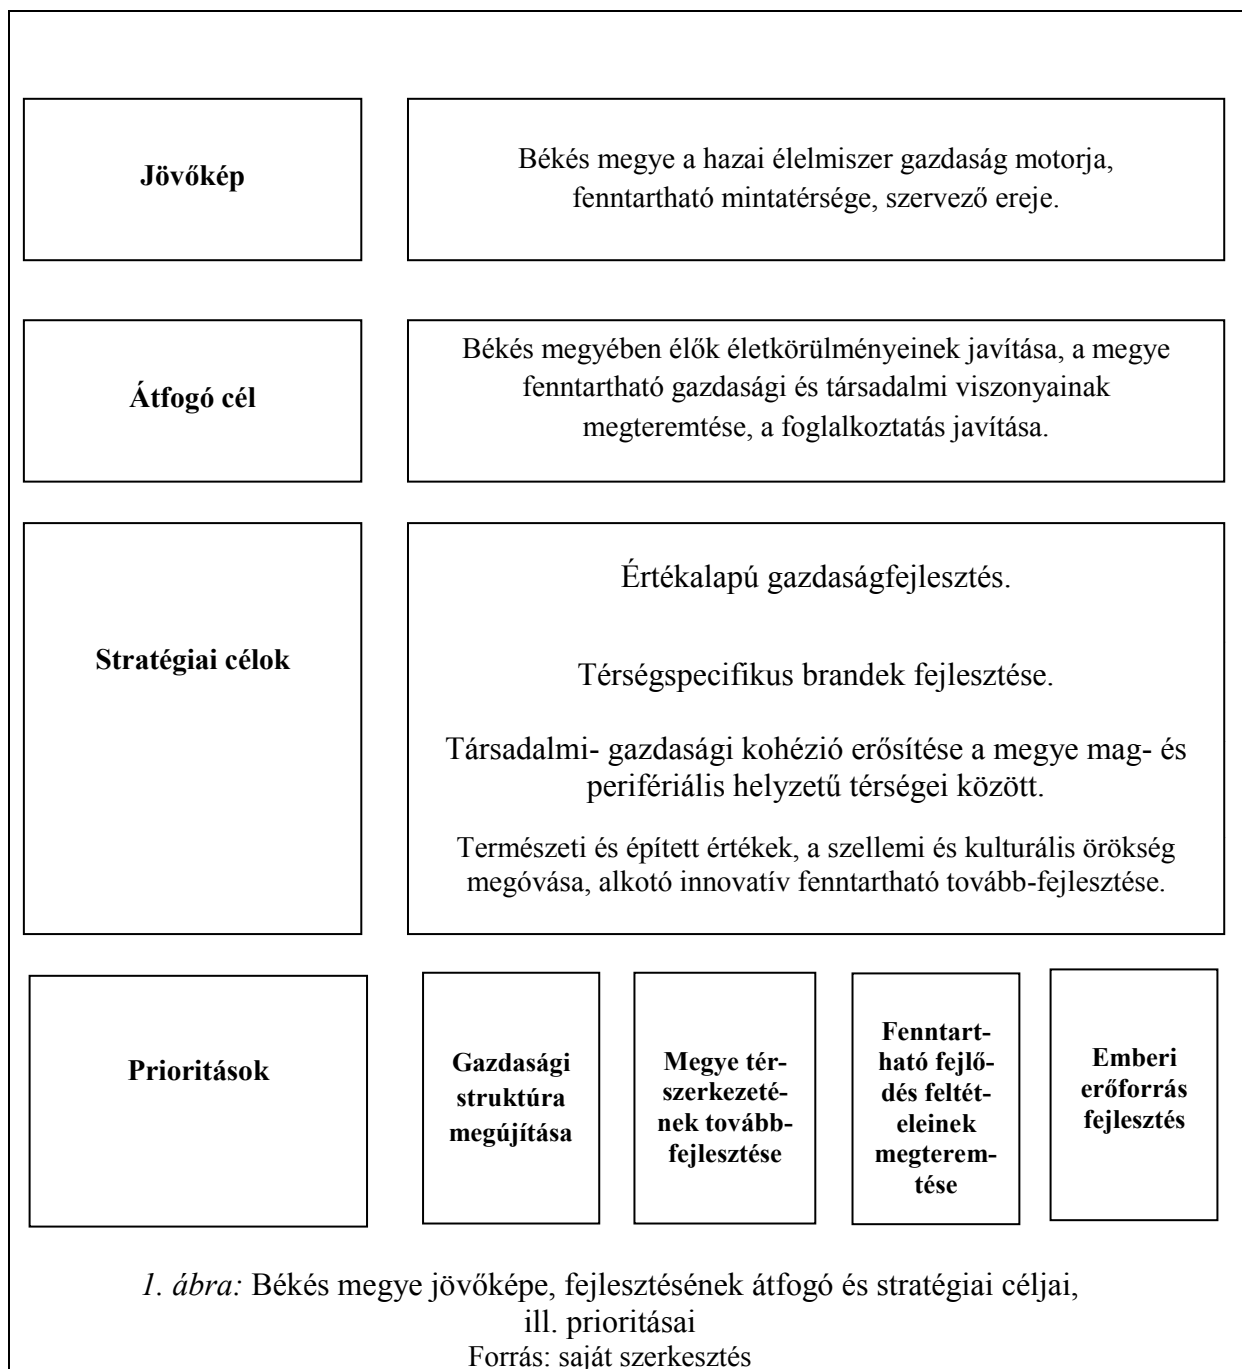 Jövőkép
Békés megye a hazai élelmiszer gazdaság motorja,
fenntartható mintatérsége, szervező ereje.
Átfogó cél
Békés megyében élők életkörülményeinek javítása, a megye
fenntartható gazdasági és társadalmi viszonyainak
megteremtése, a foglalkoztatás javítása.
Stratégiai célok
Értékalapú gazdaságfejlesztés.
Térségspecifikus brandek fejlesztése.
Társadalmi- gazdasági kohézió erősítése a megye mag- és
perifériális helyzetű térségei között.
Természeti és épített értékek, a szellemi és kulturális örökség
megóvása, alkotó innovatív fenntartható tovább-fejlesztése.
Prioritások
Gazdasági
struktúra
megújítása
Megye tér-
szerkezeté-
nek tovább-
fejlesztése
Fenntart-
ható fejlő-
dés feltét-
eleinek
megterem-
tése
Emberi
erőforrás
fejlesztés
1. ábra: Békés megye jövőképe, fejlesztésének átfogó és stratégiai céljai,
ill. prioritásai
Forrás: saját szerkesztés